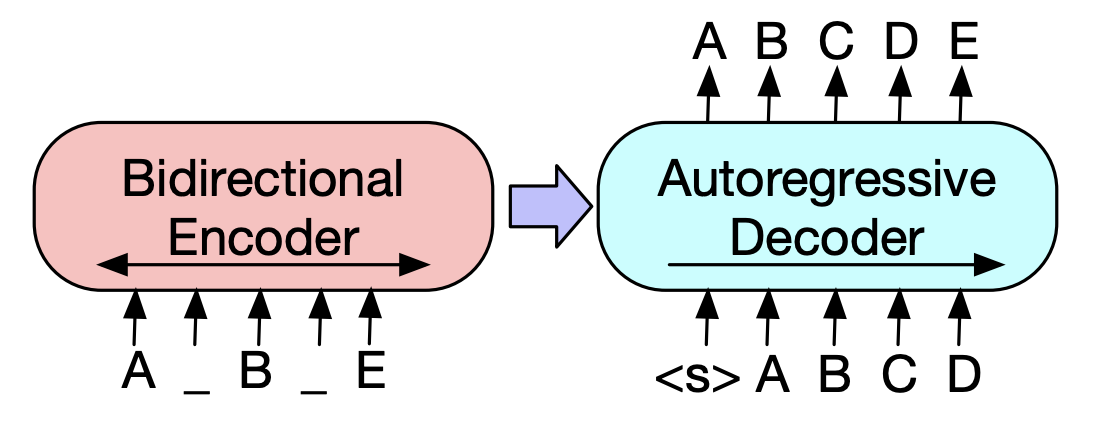 A B C D E
Bidirectional
Encoder
Autoregressive
Decoder
A _ B _ E
<s> A B C D